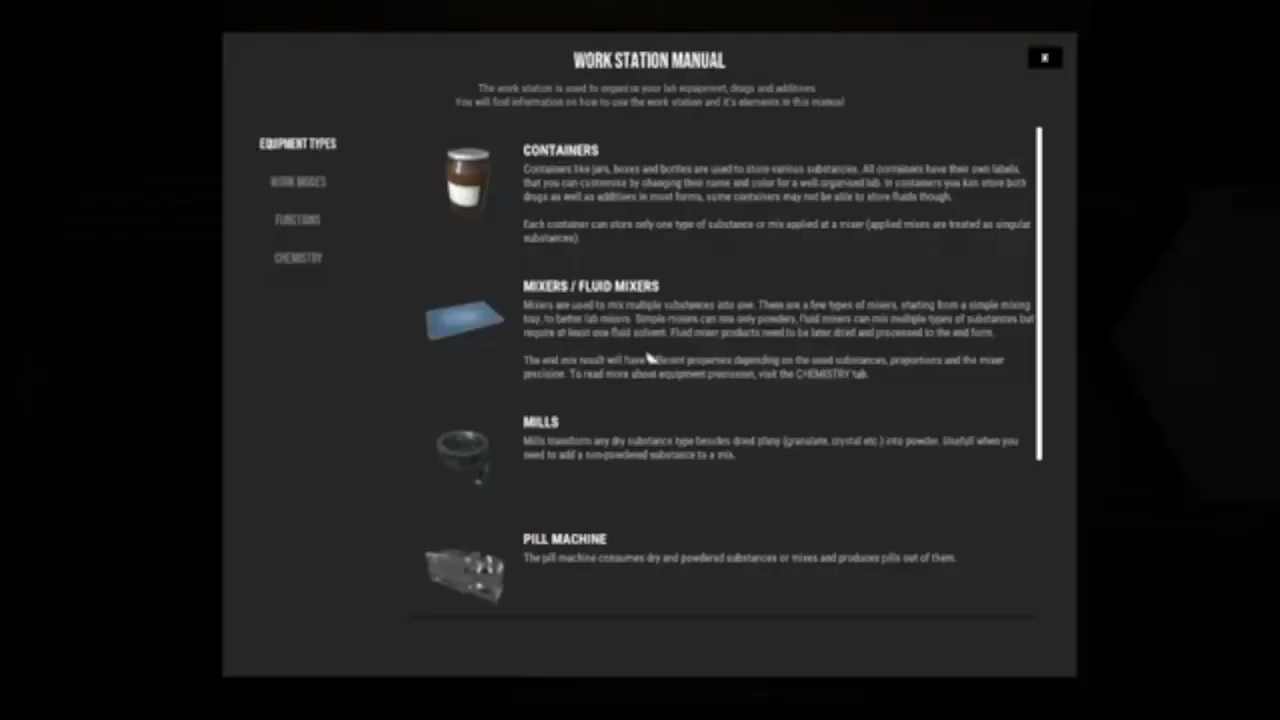 WORK STATION MANUAL
X
The work station is used to organise your lab equipment, drugs and additives
You will find information on how to use the work station and it's elements in this manual
EQUIPMENT TYPES
WORK MODES
FUNCTIONS
CHEMISTRY
CONTAINERS
Containers like jars, boxes and bottles are used to store various substances. All containers have their own labels,
that you can customise by changing their name and color for a well organised lab. In containers you can store both
drugs as well as additives in most forms, some containers may not be able to store fluids though.
Each container can store only one type of substance or mix applied at a mixer (applied mixes are treated as singular
substances).
MIXERS / FLUID MIXERS
Mixers are used to mix multiple substances into one. There are a few types of mixers, starting from a simple mixing
tray, to better lab mixers. Simple mixers can mix only powders, fluid mixers can mix multiple types of substances but
require at least one fluid solvent. Fluid mixer products need to be later dried and processed to the end form.
The end mix result will have different properties depending on the used substances, proportions and the mixer
precision. To read more about equipment precission, visit the CHEMISTRY tab.
MILLS
Mills transform any dry substance type besides dried plany (granulate, crystal etc.) into powder. Usefull when you
need to add a non-powdered substance to a mix.
PILL MACHINE
The pill machine consumes dry and powdered substances or mixes and produces pills out of them.